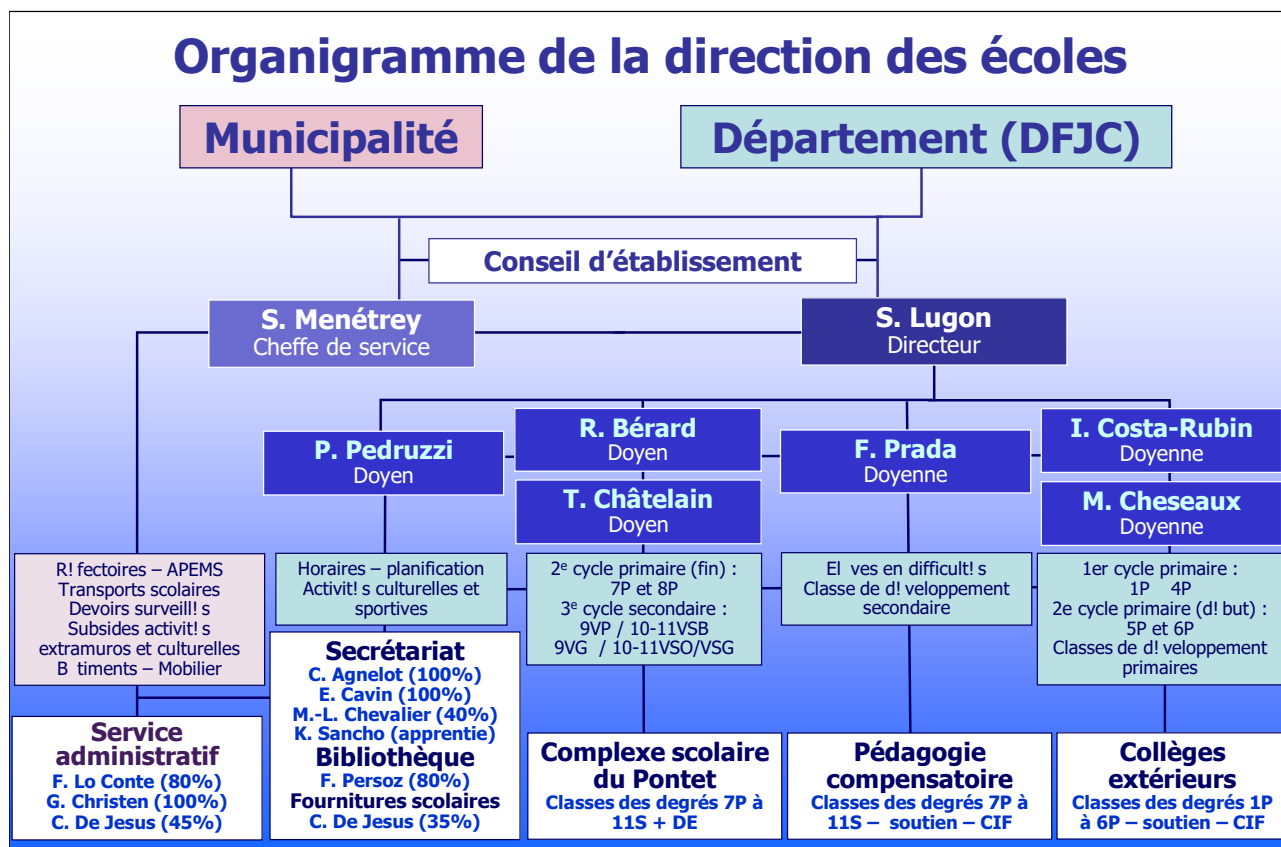 Organigramme de la direction des écoles
Municipalité
Département (DFJC)
Conseil d’établissement
S. Menétrey
Cheffe de service
S. Lugon
Directeur
P. Pedruzzi
Doyen
R. Bérard
Doyen
T. Châtelain
Doyen
F. Prada
Doyenne
I. Costa-Rubin
Doyenne
M. Cheseaux
Doyenne
R! fectoires – APEMS
Transports scolaires
Devoirs surveill! s
Subsides activit! s
extramuros et culturelles
B timents – Mobilier
Horaires – planification
Activit! s culturelles et
sportives
2e cycle primaire (fin) :
7P et 8P
3e cycle secondaire :
9VP / 10-11VSB
9VG / 10-11VSO/VSG
El ves en difficult! s
Classe de d! veloppement
secondaire
1er cycle primaire :
1P 4P
2e cycle primaire (d! but) :
5P et 6P
Classes de d! veloppement
primaires
Service
administratif
F. Lo Conte (80%)
G. Christen (100%)
C. De Jesus (45%)
Secrétariat
C. Agnelot (100%)
E. Cavin (100%)
M.-L. Chevalier (40%)
K. Sancho (apprentie)
Bibliothèque
F. Persoz (80%)
Fournitures scolaires
C. De Jesus (35%)
Complexe scolaire
du Pontet
Classes des degrés 7P à
11S + DE
Pédagogie
compensatoire
Classes des degrés 7P à
11S – soutien – CIF
Collèges
extérieurs
Classes des degrés 1P
à 6P – soutien – CIF